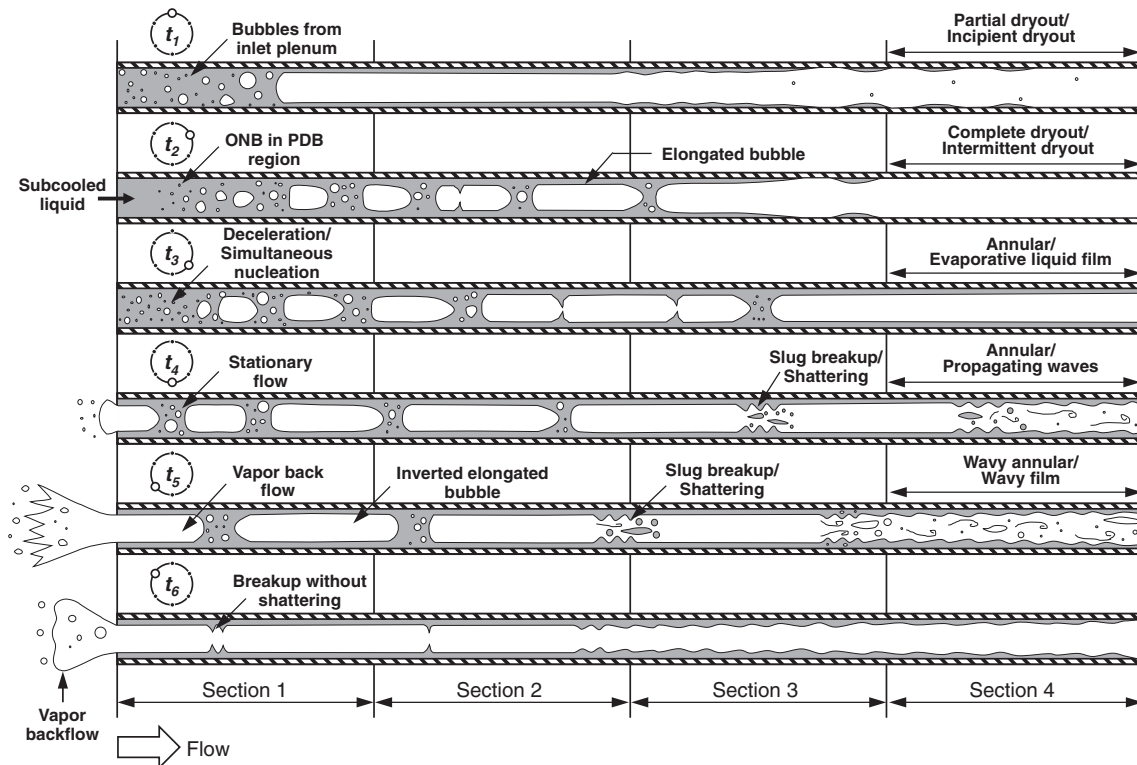 t1
Bubbles from
inlet plenum
Partial dryout/
Incipient dryout
t2
ONB in PDB
region
Elongated bubble
Complete dryout/
Intermittent dryout
Subcooled
liquid
t3
Deceleration/
Simultaneous
nucleation
Annular/
Evaporative liquid film
t4
Stationary
flow
Slug breakup/
Shattering
Annular/
Propagating waves
t5
Vapor back
flow
Inverted elongated
bubble
Slug breakup/
Shattering
Wavy annular/
Wavy film
t6
Breakup without
shattering
Section 1
Section 2
Section 3
Section 4
Vapor
backflow
Flow